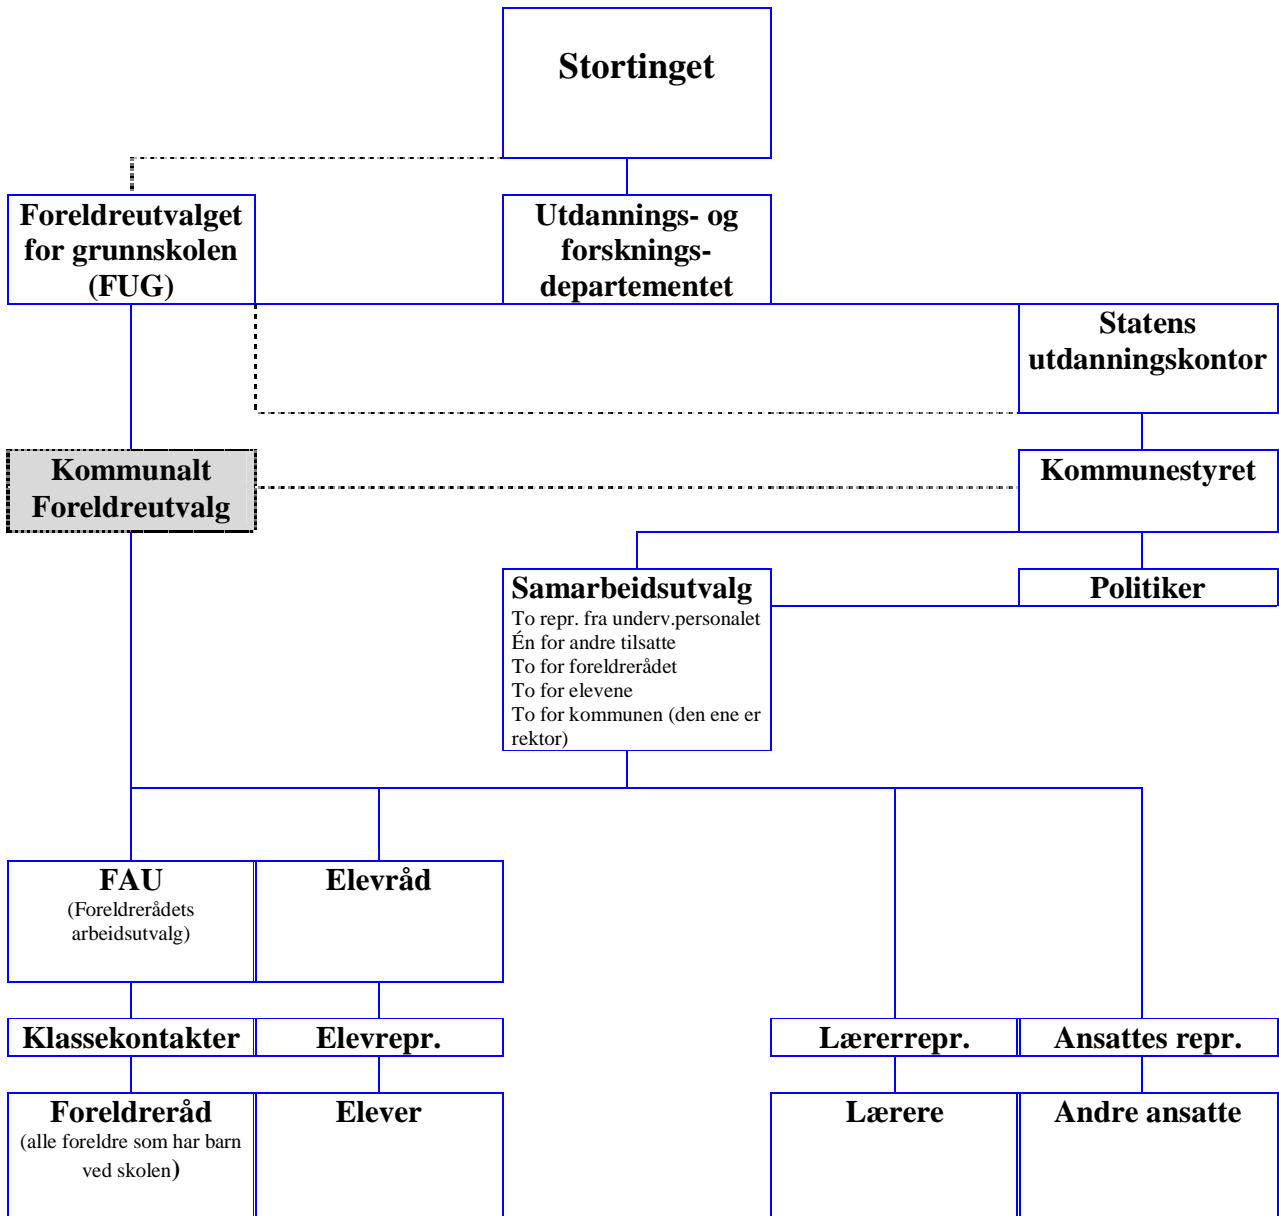 Stortinget
Foreldreutvalget
for grunnskolen
(FUG)
Utdannings- og
forsknings-
departementet
Statens
utdanningskontor
Kommunalt
Foreldreutvalg
Kommunestyret
Samarbeidsutvalg
To repr. fra underv.personalet
Én for andre tilsatte
To for foreldrerådet
To for elevene
To for kommunen (den ene er
rektor)
Politiker
FAU
(Foreldrerådets
arbeidsutvalg)
Elevråd
Klassekontakter
Elevrepr.
Lærerrepr.
Ansattes repr.
Foreldreråd
(alle foreldre som har barn
ved skolen)
Elever
Lærere
Andre ansatte